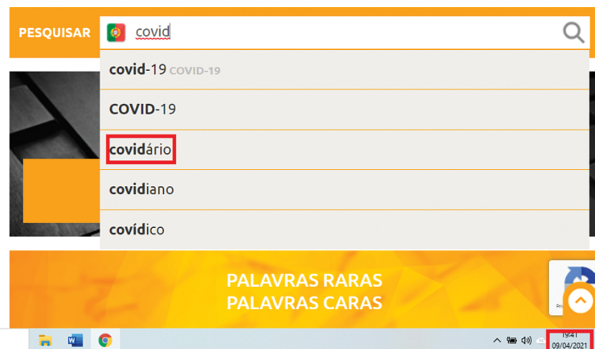 PESQUISAR covid
covid-19 COVID-19
COVID-19
covidário
covidiano
covídico
PALAVRAS RARAS
PALAVRAS CARAS
19:41
09/04/2021